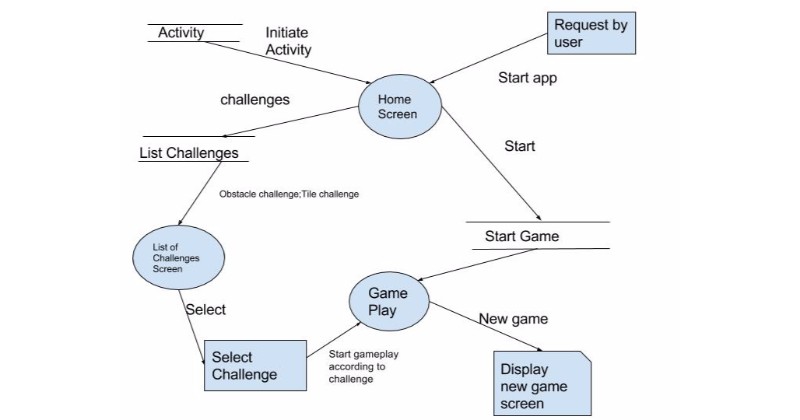 Activity
Initiate
Activity
Request by
user
Start app
Home
Screen
challenges
Start
List Challenges
Obstacle challenge;Tile challenge
Start Game
List of
Challenges
Screen
Game
Play
Select
New game
Select
Challenge
Start gameplay
according to
challenge
Display
new game
screen